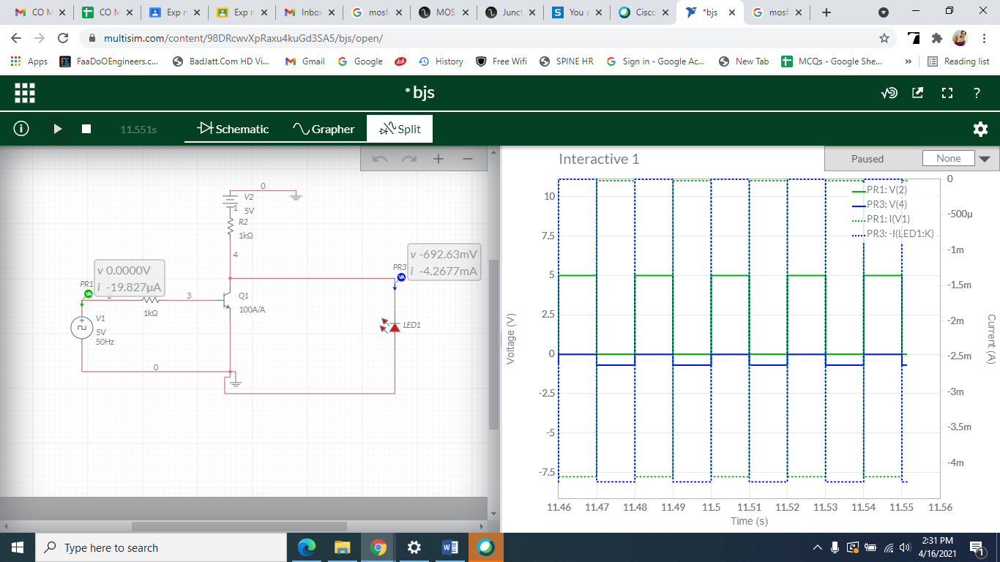 CO M
CO M
Exp n
Exp n
Inbo
mosf
MOS
Junct
You a
Cisco
*bjs
mosf
multisim.com/content/98DRcwvXpRaxu4kuGd3SA5/bjs/open/
Apps
FaaDoOEngineers.c...
BadJatt.Com HD Vi...
Gmail
Google
Ask
History
Free Wifi
SPINE HR
Sign in - Google Ac...
New Tab
MCQs - Google She...
»
Reading list
*bjs
?
11.551s
Schematic
Grapher
Split
Interactive 1
Paused
None
0
V2
1
5V
R2
1kΩ
4
v 0.0000V
i -19.827µA
PR1
VA
2
3
1kΩ
Q1
100A/A
V1
5V
50Hz
0
PR3
VA
v -692.63mV
i -4.2677mA
LED1
PR1: V(2)
PR3: V(4)
PR1: I(V1)
PR3: -I(LED1:K)
Voltage (V)
10
7.5
5
2.5
0
-2.5
-5
-7.5
0
-500µ
-1m
-1.5m
-2m
-2.5m
-3m
-3.5m
-4m
Current (A)
11.46 11.47 11.48 11.49 11.5 11.51 11.52 11.53 11.54 11.55 11.56
Time (s)
Type here to search
W
2:31 PM
4/16/2021
1